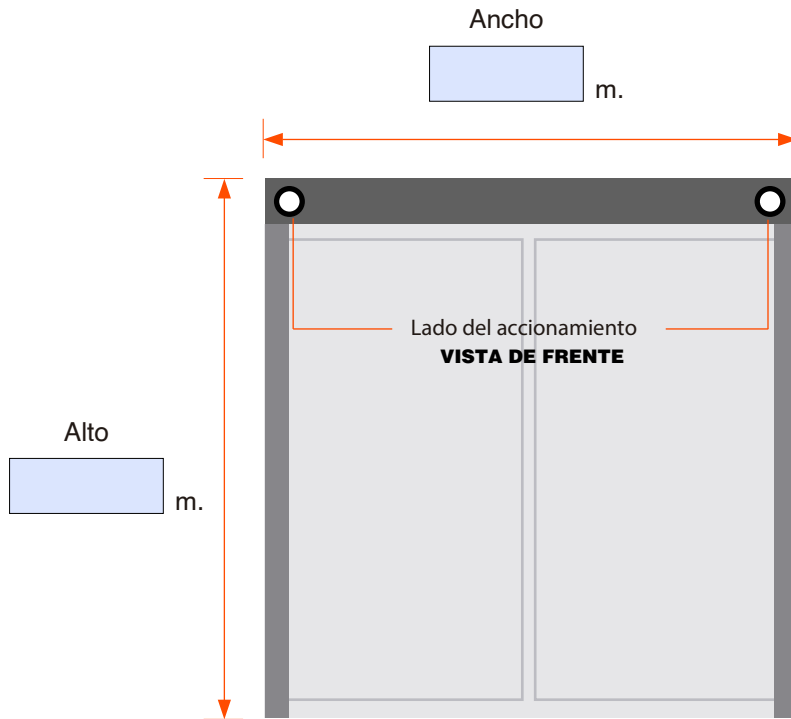 Ancho
m.
Lado del accionamiento
VISTA DE FRENTE
Alto
m.